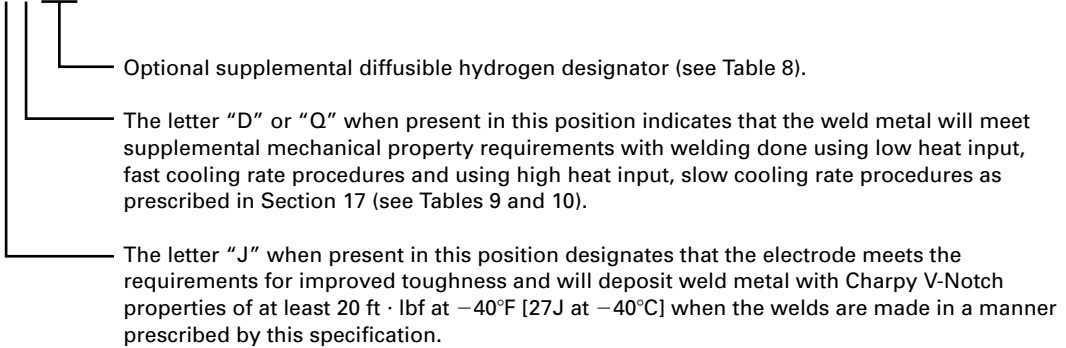 Optional supplemental diffusible hydrogen designator (see Table 8).
The letter “D” or “Q” when present in this position indicates that the weld metal will meet
supplemental mechanical property requirements with welding done using low heat input,
fast cooling rate procedures and using high heat input, slow cooling rate procedures as
prescribed in Section 17 (see Tables 9 and 10).
The letter “J” when present in this position designates that the electrode meets the
requirements for improved toughness and will deposit weld metal with Charpy V-Notch
properties of at least 20 ft · lbf at −40°F [27J at −40°C] when the welds are made in a manner
prescribed by this specification.